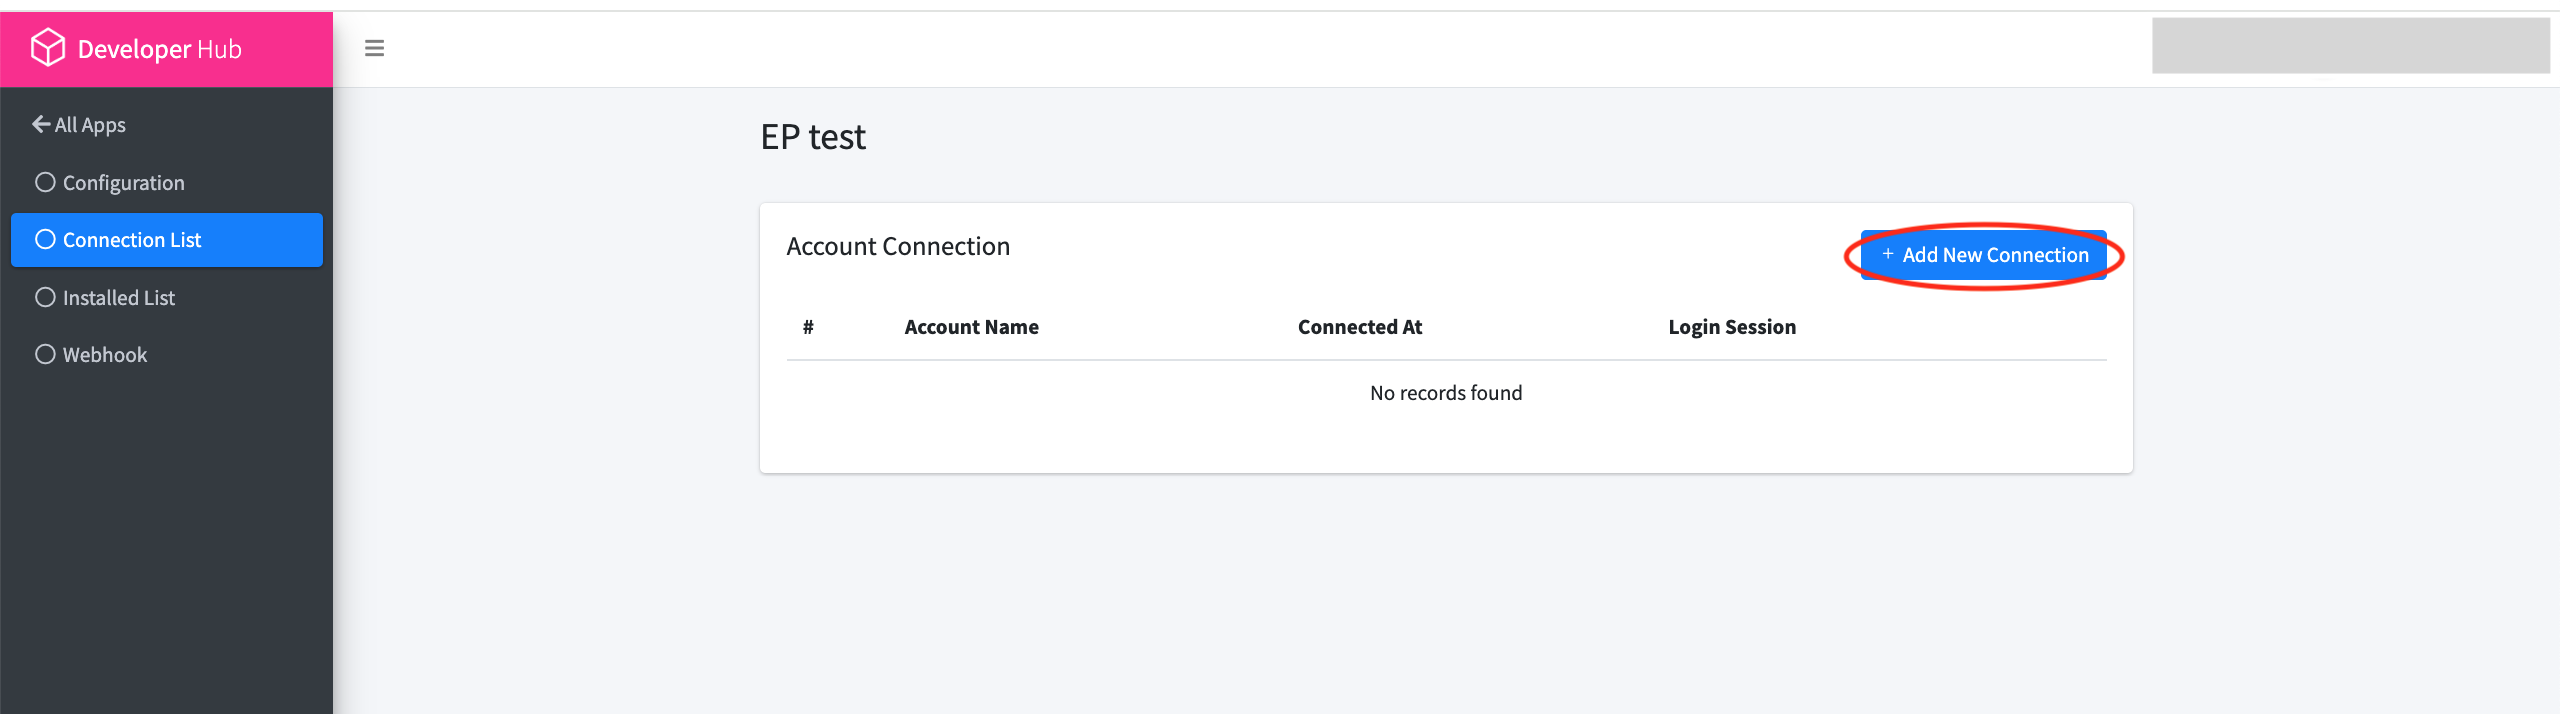 Developer Hub
All Apps
Configuration
Connection List
Installed List
Webhook
EP test
Account Connection
+ Add New Connection
# Account Name Connected At Login Session
No records found